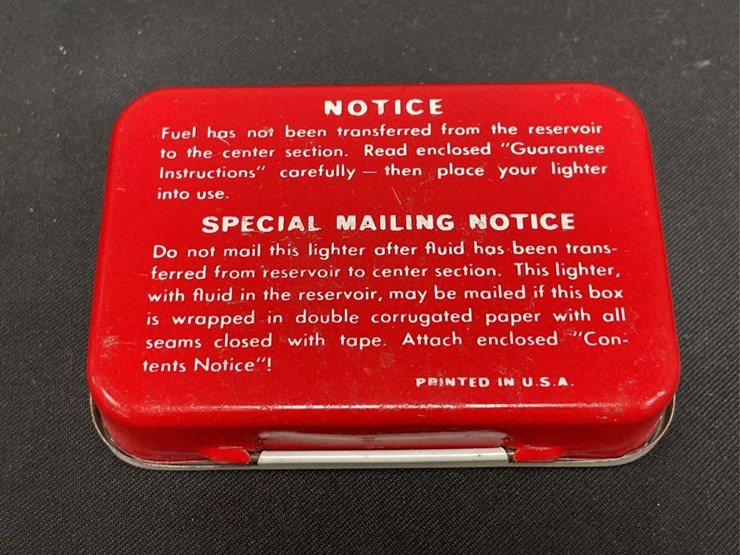 NOTICE
Fuel has not been transferred from the reservoir
to the center section. Read enclosed "Guarantee
Instructions" carefully — then place your lighter
into use.
SPECIAL MAILING NOTICE
Do not mail this lighter after fluid has been trans-
ferred from reservoir to center section. This lighter,
with fluid in the reservoir, may be mailed if this box
is wrapped in double corrugated paper with all
seams closed with tape. Attach enclosed "Con-
tents Notice"!
PRINTED IN U.S.A.